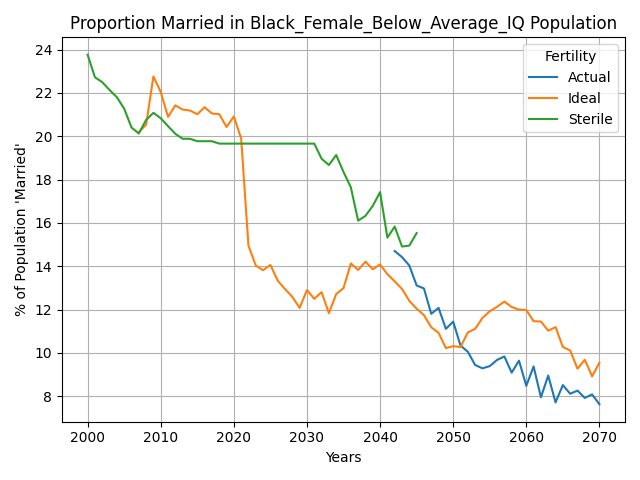 Proportion Married in Black_Female_Below_Average_IQ Population
% of Population 'Married'
24
22
20
18
16
14
12
10
8
Fertility
Actual
Ideal
Sterile
2000 2010 2020 2030 2040 2050 2060 2070
Years